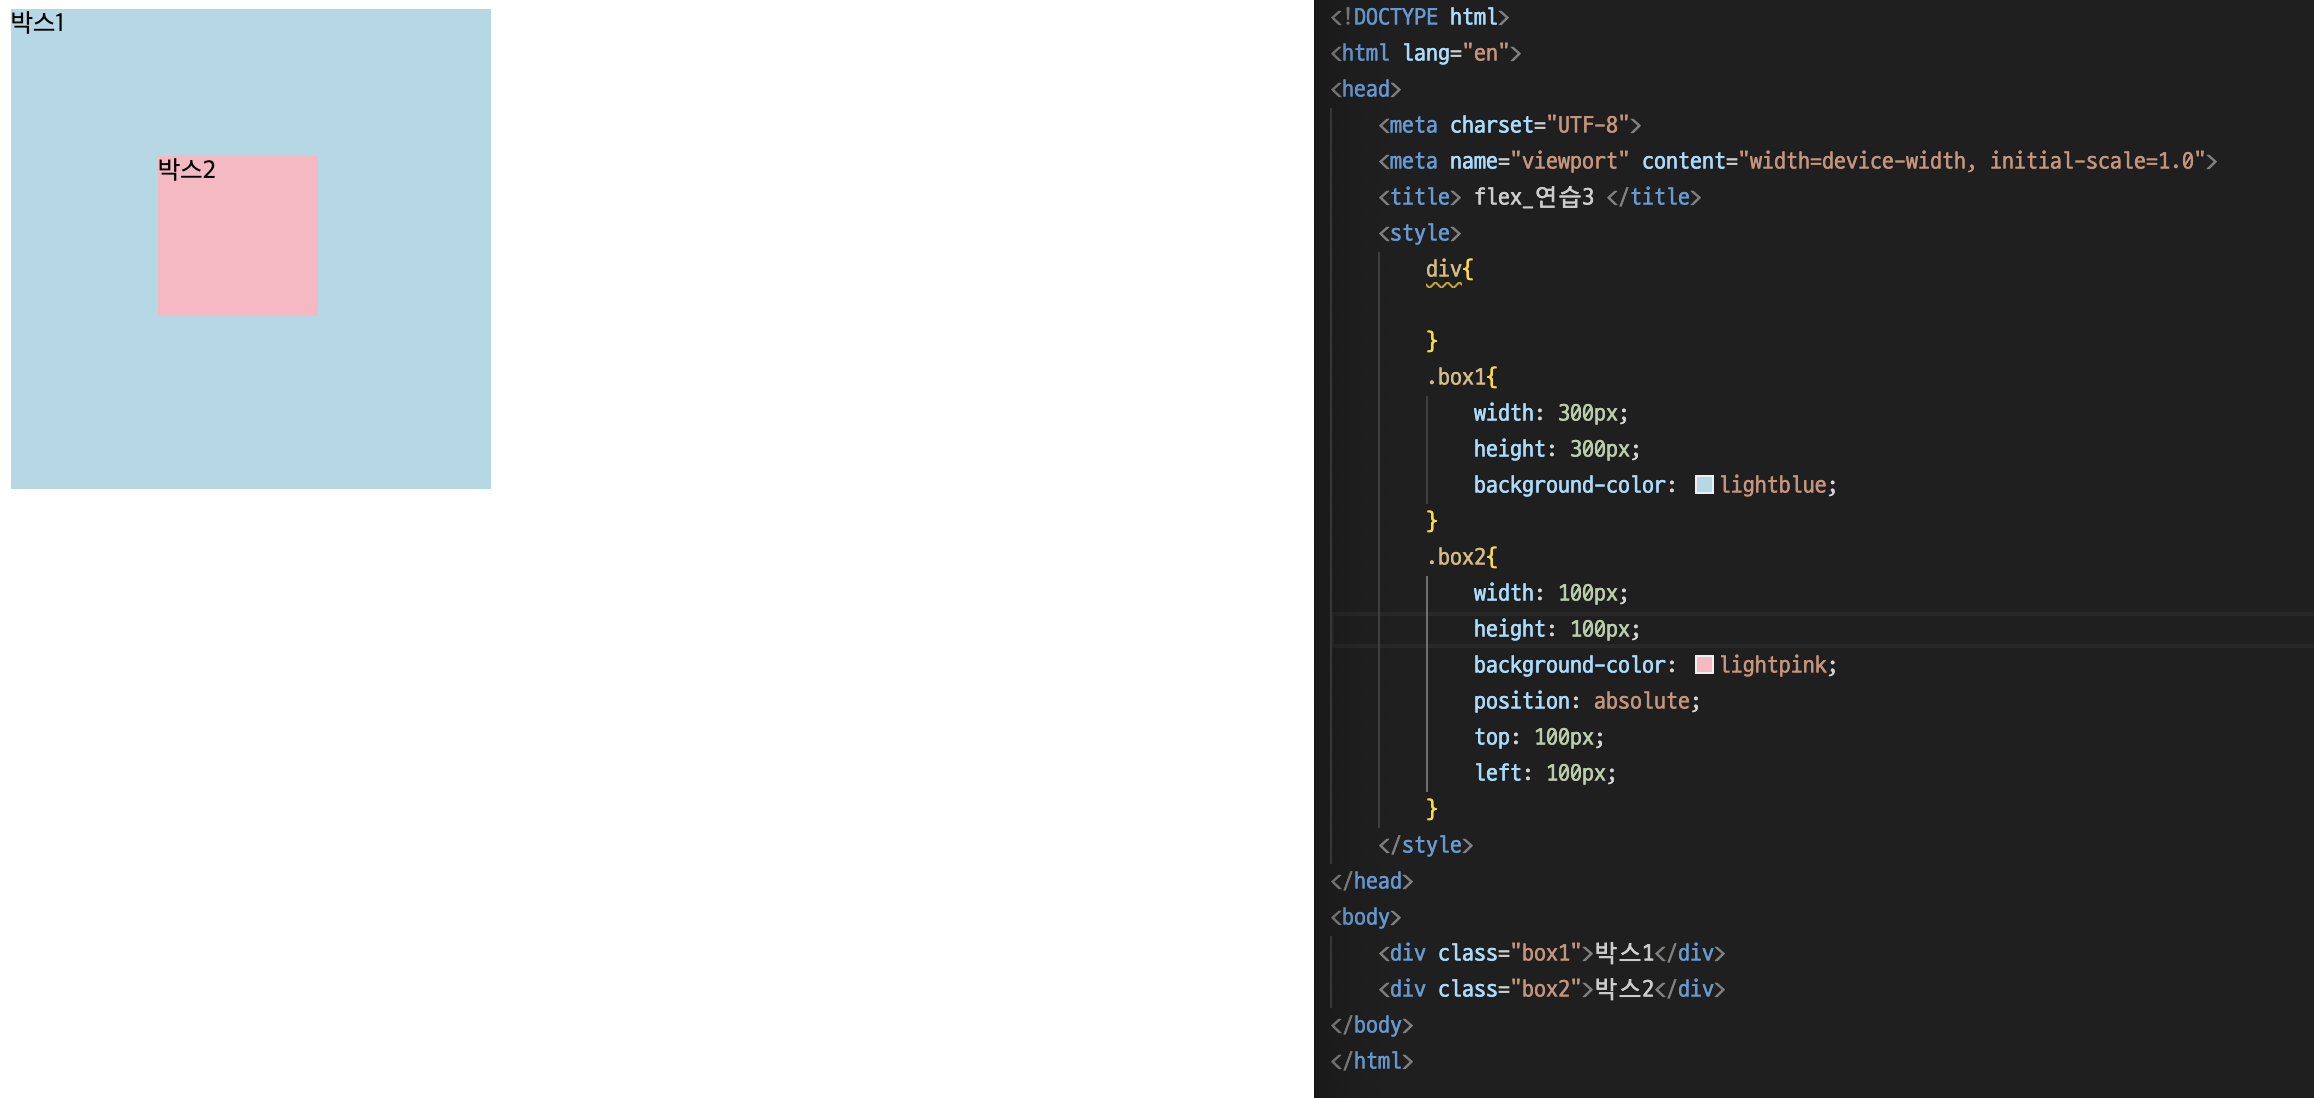 박스1
박스2
<!DOCTYPE html>
<html lang="en">
<head>
    <meta charset="UTF-8">
    <meta name="viewport" content="width=device-width, initial-scale=1.0">
    <title> flex_연습3 </title>
    <style>
        div{

        }
        .box1{
            width: 300px;
            height: 300px;
            background-color: lightblue;
        }
        .box2{
            width: 100px;
            height: 100px;
            background-color: lightpink;
            position: absolute;
            top: 100px;
            left: 100px;
        }
    </style>
</head>
<body>
    <div class="box1">박스1</div>
    <div class="box2">박스2</div>
</body>
</html>